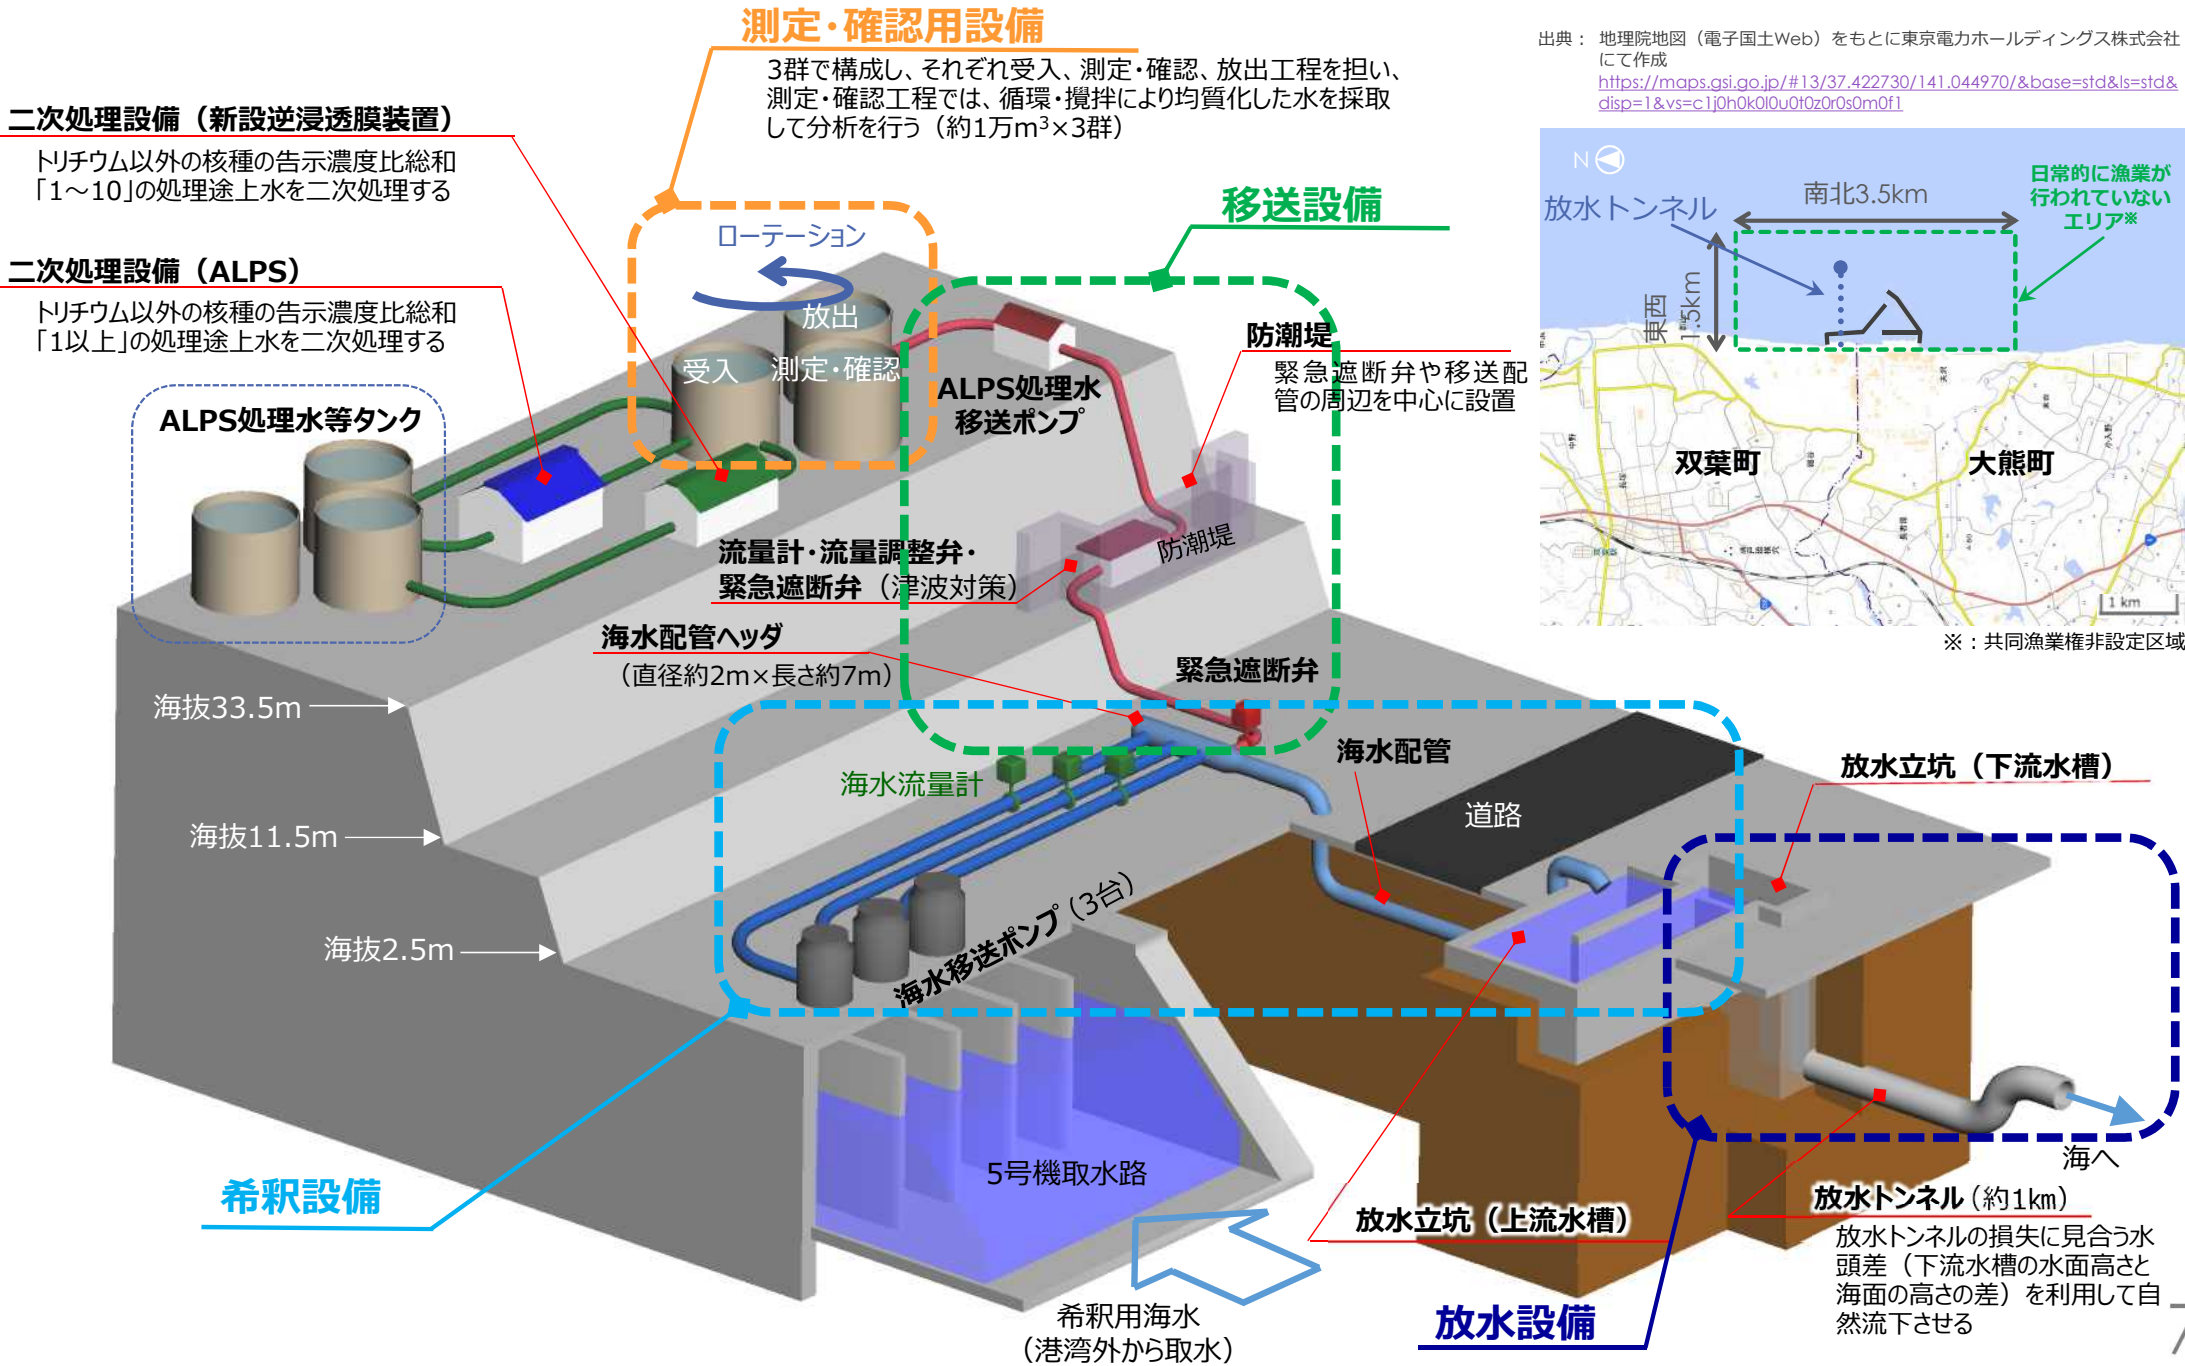 測定・確認用設備
3群で構成し、それぞれ受入、測定・確認、放出工程を担い、
測定・確認工程では、循環・攪拌により均質化した水を採取
して分析を行う（約1万m³×3群）
出典： 地理院地図（電子国土Web）をもとに東京電力ホールディングス株式会社
にて作成
https://maps.gsi.go.jp/#13/37.422730/141.044970/&base=std&ls=std&
disp=1&vs=c1j0h0k0l0u0t0z0r0s0m0f1
二次処理設備（新設逆浸透膜装置）
トリチウム以外の核種の告示濃度比総和
「1～10」の処理途上水を二次処理する
二次処理設備（ALPS）
トリチウム以外の核種の告示濃度比総和
「1以上」の処理途上水を二次処理する
ALPS処理水等タンク
ローテーション
放出
受入
測定・確認
移送設備
ALPS処理水
移送ポンプ
防潮堤
緊急遮断弁や移送配
管の周辺を中心に設置
防潮堤
流量計・流量調整弁・
緊急遮断弁（津波対策）
海水配管ヘッダ
（直径約2m×長さ約7m）
緊急遮断弁
N
放水トンネル
南北3.5km
東西
1.5km
日常的に漁業が
行われていない
エリア※
双葉町
大熊町
1 km
※：共同漁業権非設定区域
海抜33.5m
海抜11.5m
海抜2.5m
海水流量計
海水配管
道路
放水立坑（下流水槽）
海水移送ポンプ（3台）
5号機取水路
希釈設備
希釈用海水
（港湾外から取水）
放水立坑（上流水槽）
放水設備
海へ
放水トンネル（約1km）
放水トンネルの損失に見合う水
頭差（下流水槽の水面高さと
海面の高さの差）を利用して自
然流下させる